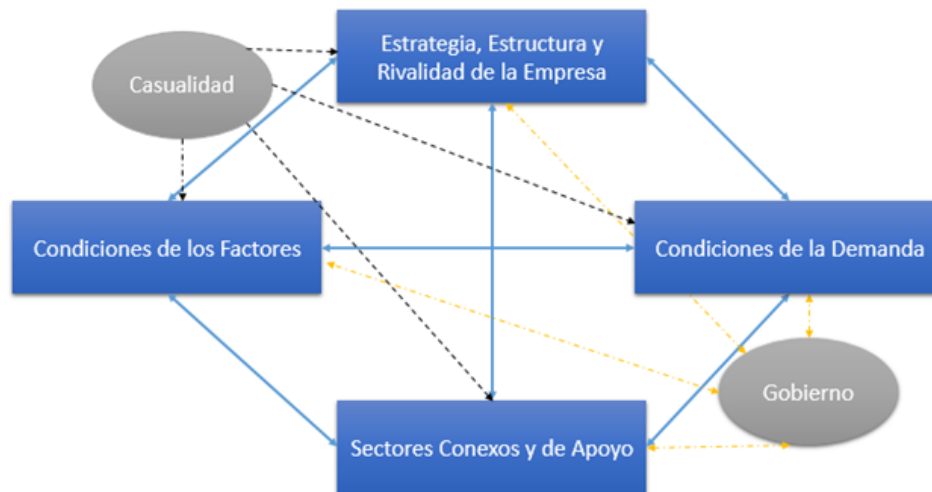 Estrategia, Estructura y
Rivalidad de la Empresa
Casualidad
Condiciones de los Factores
Condiciones de la Demanda
Gobierno
Sectores Conexos y de Apoyo